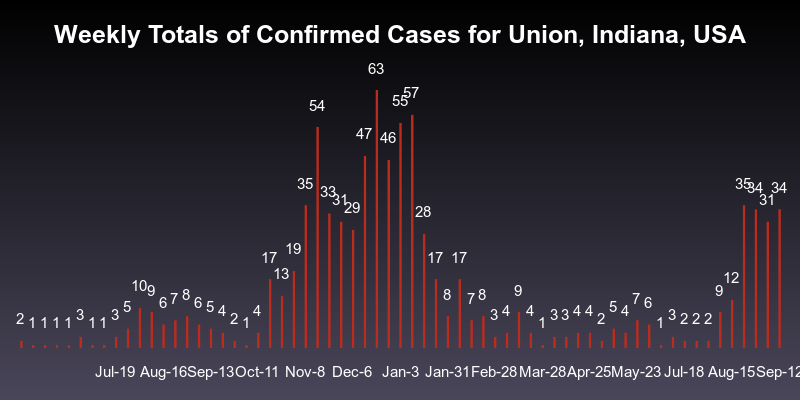 Weekly Totals of Confirmed Cases for Union, Indiana, USA
2 1 1 1 1 3 1 1 3 5 10 9 6 7 8 6 5 4 2 1 4 17 13 19 35 54 33 31 29 47 63 46 55 57 28 17 8 17 7 8 3 4 9 4 1 3 3 4 4 2 5 4 7 6 1 3 2 2 2 9 12 35 34 31 34
Jul-19 Aug-16 Sep-13 Oct-11 Nov-8 Dec-6 Jan-3 Jan-31 Feb-28 Mar-28 Apr-25 May-23 Jul-18 Aug-15 Sep-12